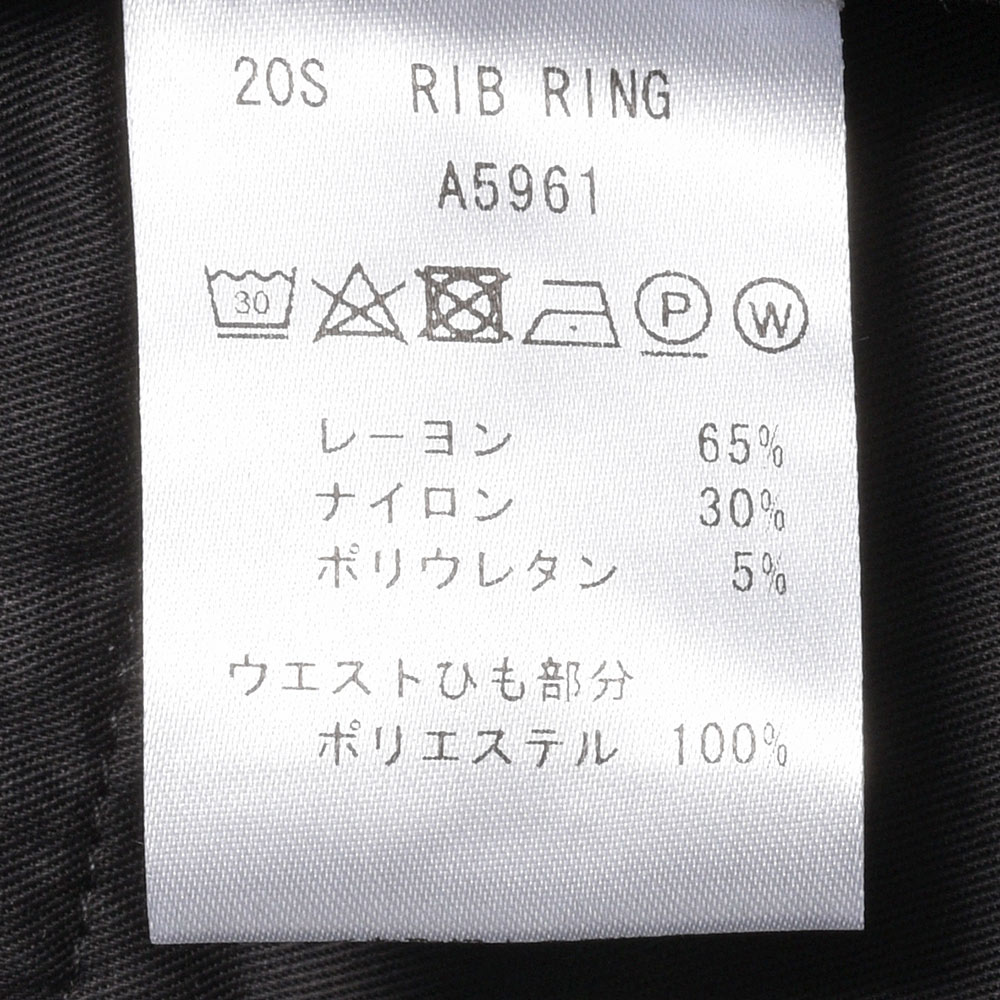 20S RIB RING
A5961
30 P W
レーヨン 65%
ナイロン 30%
ポリウレタン 5%
ウエストひも部分
ポリエステル 100%